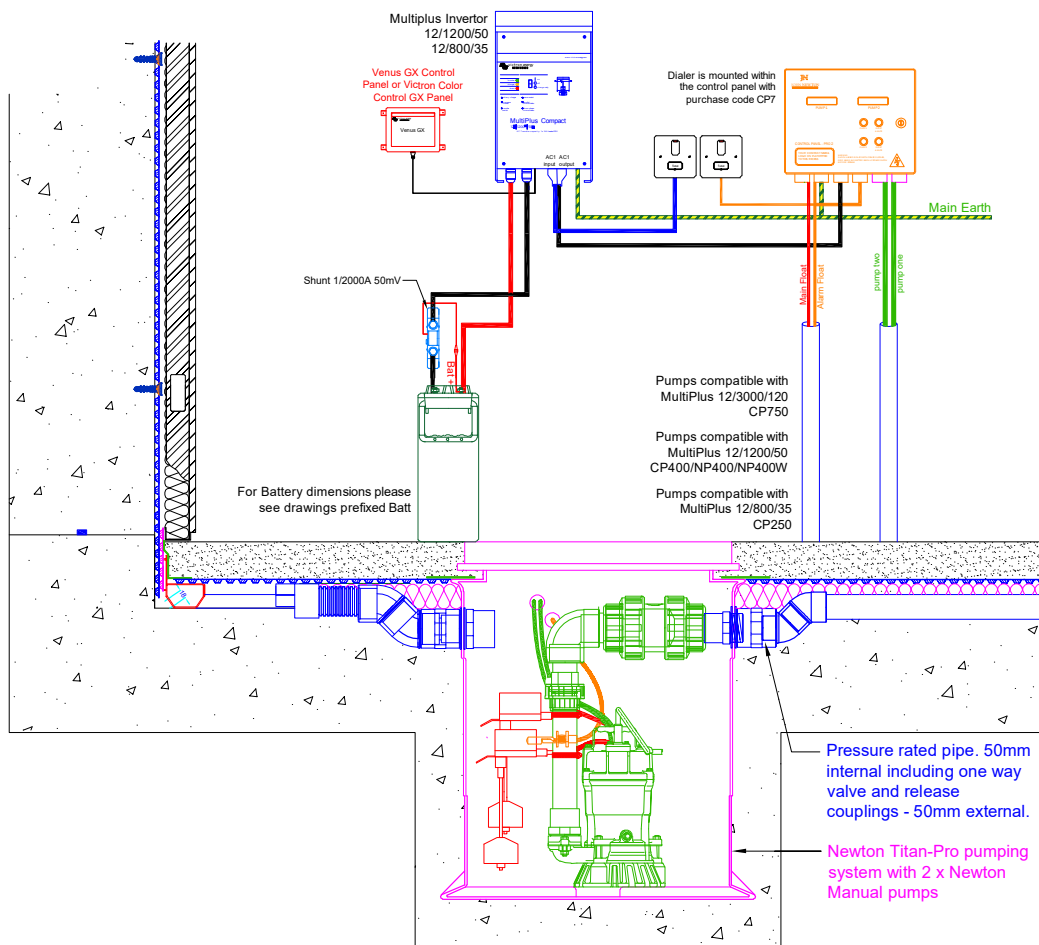 Multiplus Invertor
12/1200/50
12/800/35
Venus GX Control
Panel or Victron Color
Control GX Panel
Venus GX
MultiPlus Compact
AC1 AC1
input output
Dialer is mounted within
the control panel with
purchase code CP7
Main Earth
Shunt 1/2000A 50mV
Bat +
Main Float
Alarm Float
pump two
pump one
Pumps compatible with
MultiPlus 12/3000/120
CP750
Pumps compatible with
MultiPlus 12/1200/50
CP400/NP400/NP400W
Pumps compatible with
MultiPlus 12/800/35
CP250
For Battery dimensions please
see drawings prefixed Batt
Pressure rated pipe. 50mm
internal including one way
valve and release
couplings - 50mm external.
Newton Titan-Pro pumping
system with 2 x Newton
Manual pumps